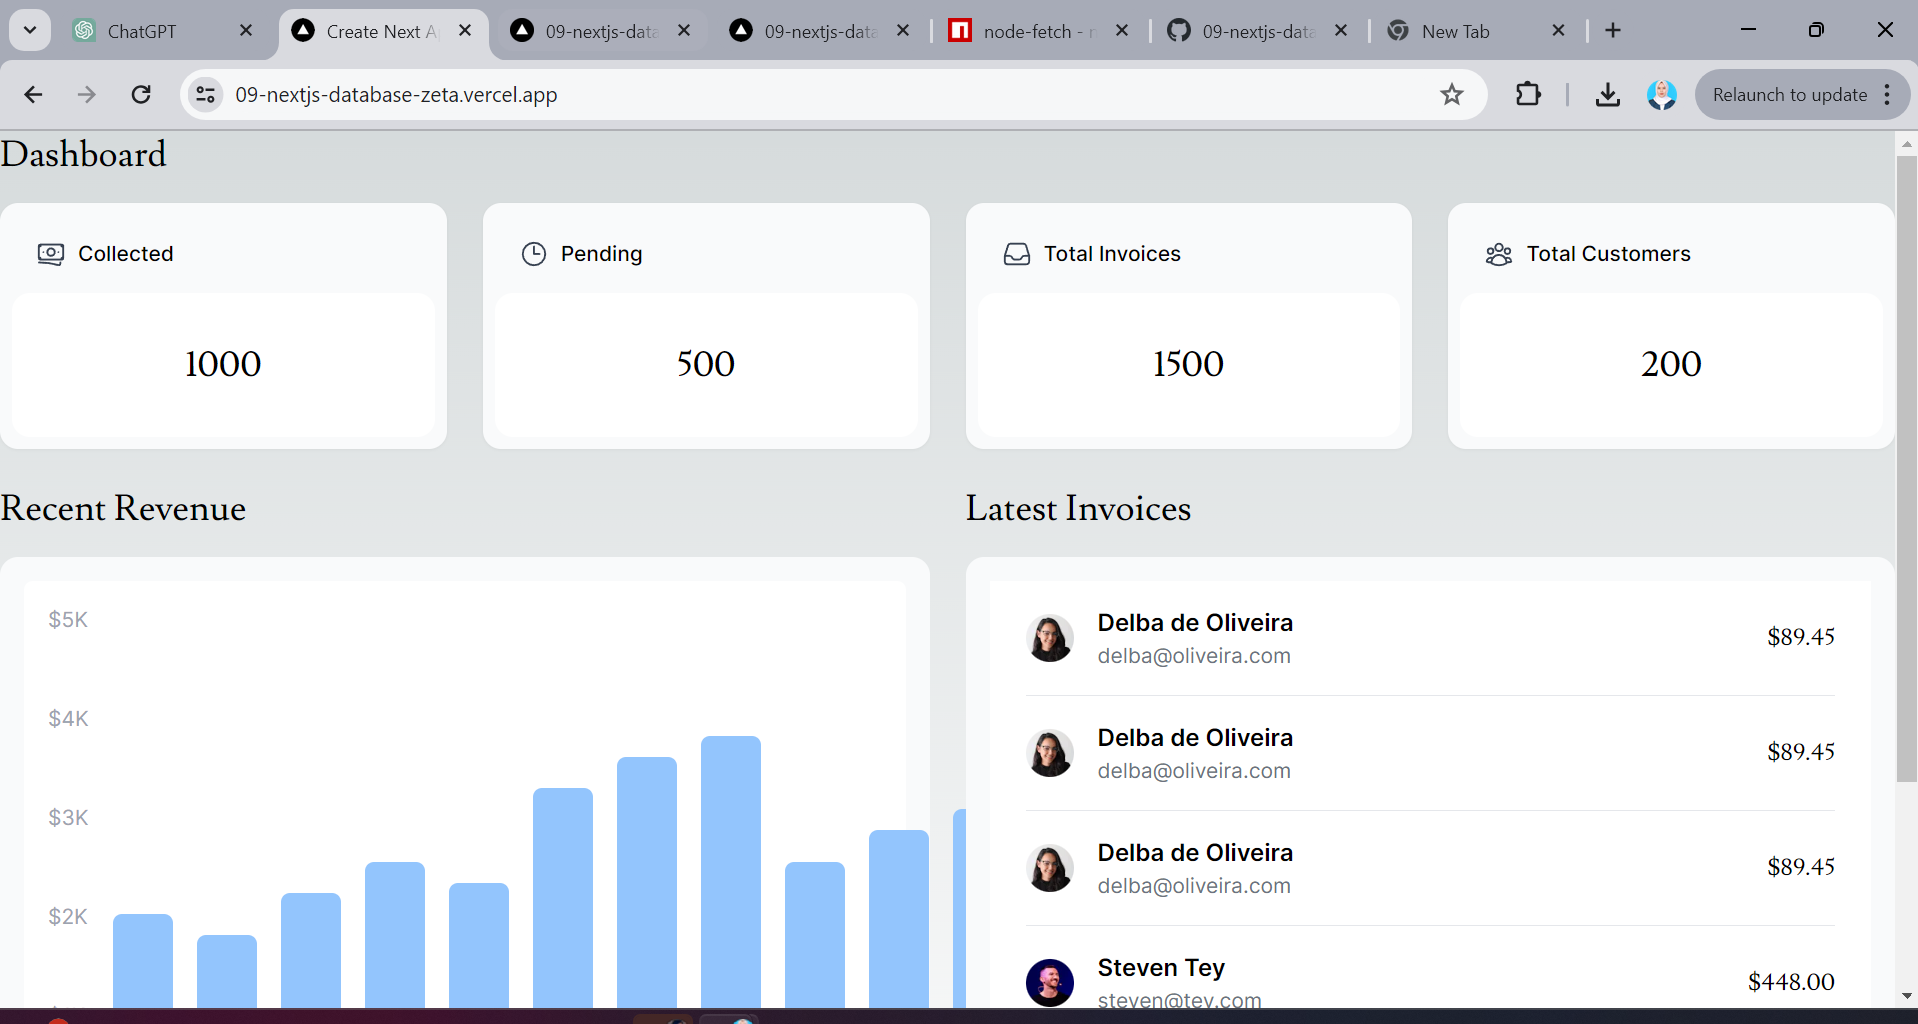 ChatGPT
Create Next A
09-nextjs-data
09-nextjs-data
node-fetch -
09-nextjs-data
New Tab
09-nextjs-database-zeta.vercel.app
Relaunch to update
Dashboard
Collected
Pending
Total Invoices
Total Customers
1000
500
1500
200
Recent Revenue
Latest Invoices
$5K
$4K
$3K
$2K
Delba de Oliveira
delba@oliveira.com
$89.45
Delba de Oliveira
delba@oliveira.com
$89.45
Delba de Oliveira
delba@oliveira.com
$89.45
Steven Tey
steven@tey.com
$448.00